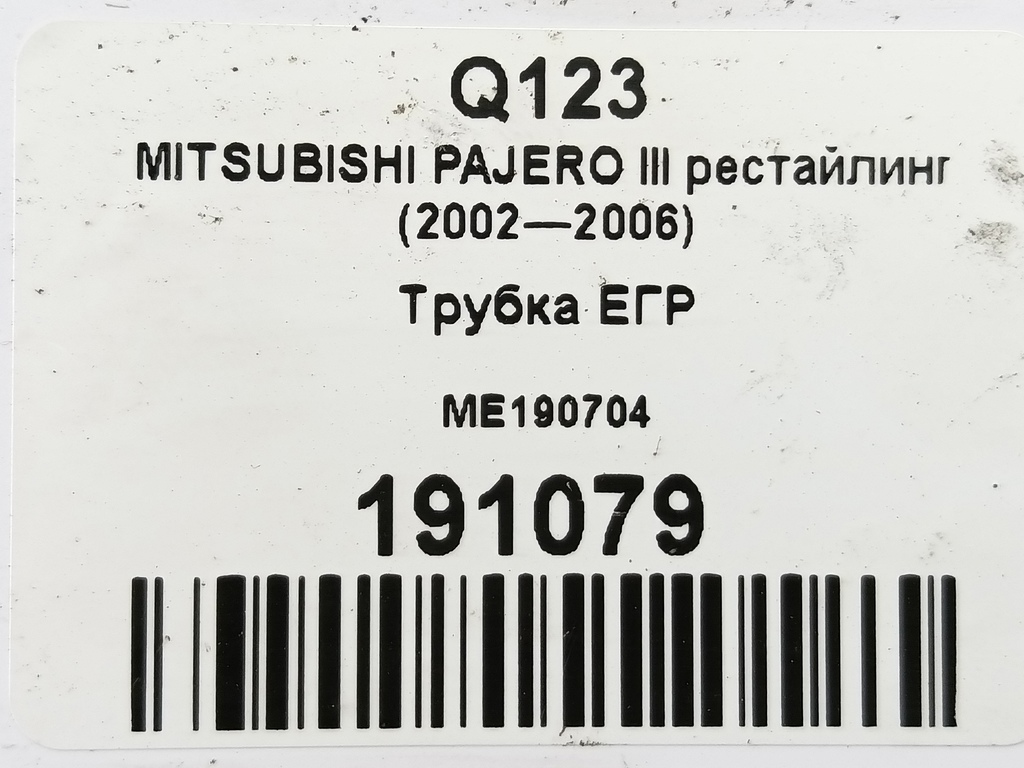 Q123
MITSUBISHI PAJERO III рестайлинг
(2002—2006)
Трубка ЕГР
ME190704
191079